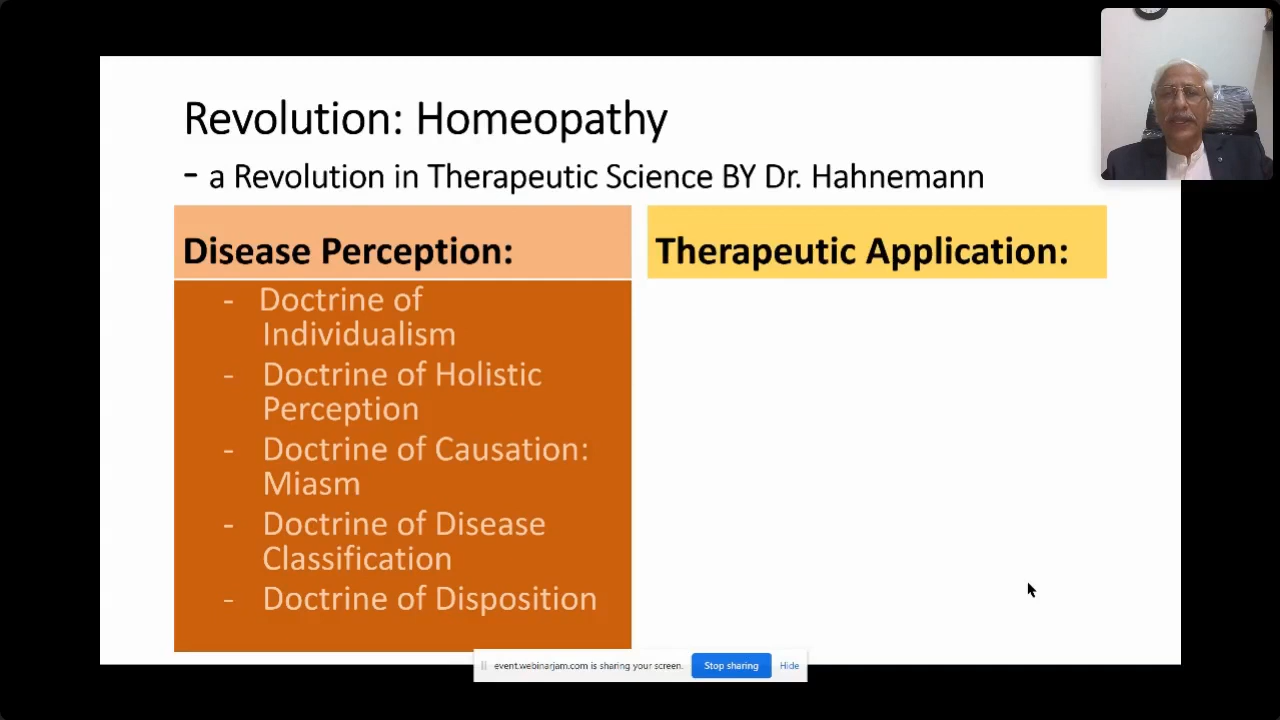 Revolution: Homeopathy
- a Revolution in Therapeutic Science BY Dr. Hahnemann
Disease Perception:
- Doctrine of
Individualism
- Doctrine of Holistic
Perception
- Doctrine of Causation:
Miasm
- Doctrine of Disease
Classification
- Doctrine of Disposition
Therapeutic Application:
event.webinarjam.com is sharing your screen. Stop sharing Hide